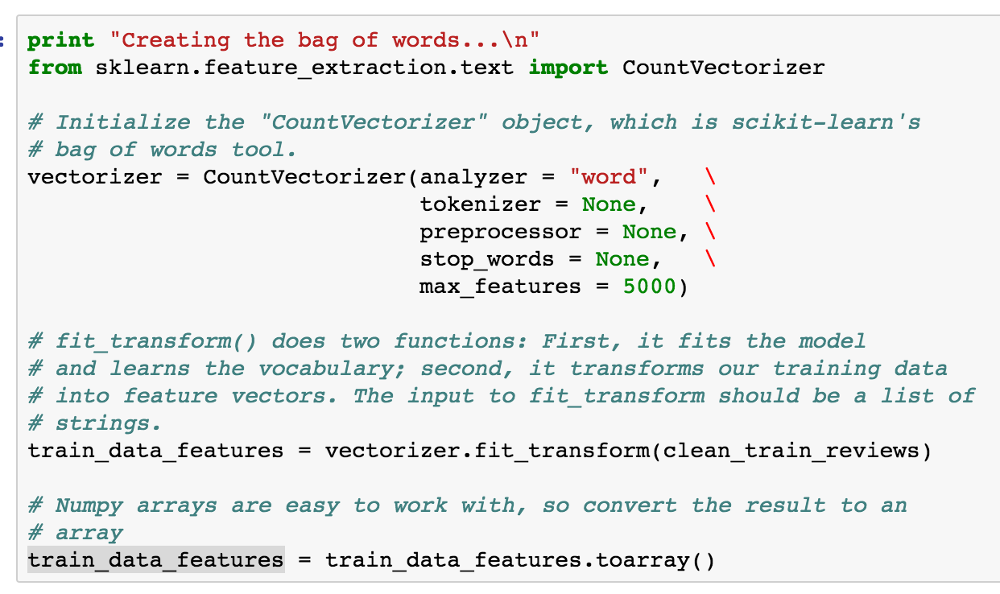 print "Creating the bag of words...\n"
from sklearn.feature_extraction.text import CountVectorizer
# Initialize the "CountVectorizer" object, which is scikit-learn's
# bag of words tool.
vectorizer = CountVectorizer(analyzer = "word",   \
                             tokenizer = None,    \
                             preprocessor = None, \
                             stop_words = None,   \
                             max_features = 5000)
# fit_transform() does two functions: First, it fits the model
# and learns the vocabulary; second, it transforms our training data
# into feature vectors. The input to fit_transform should be a list of
# strings.
train_data_features = vectorizer.fit_transform(clean_train_reviews)
# Numpy arrays are easy to work with, so convert the result to an
# array
train_data_features = train_data_features.toarray()